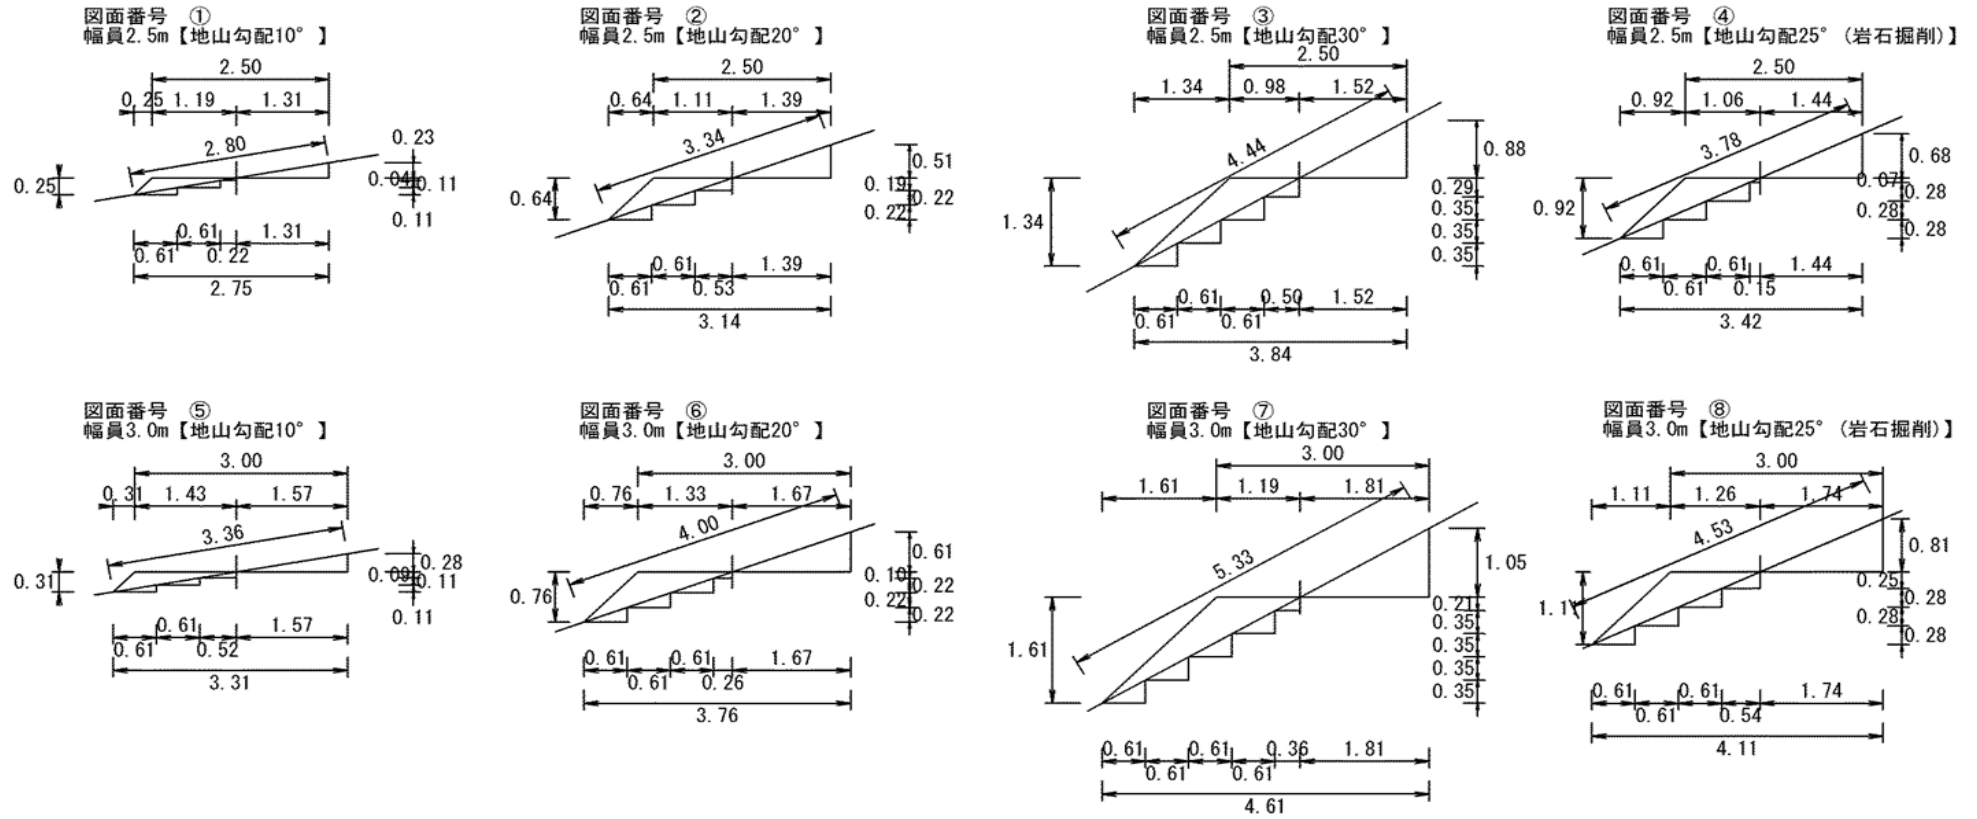 図面番号 ①
幅員2.5m【地山勾配10°】
2.50
0.25 1.19 1.31
2.80
0.23
0.25
0.04
0.11
0.11
0.61 1.31
0.61 0.22
2.75
図面番号 ②
幅員2.5m【地山勾配20°】
2.50
0.64 1.11 1.39
3.34
0.51
0.64
0.19
0.22
0.22
0.61 1.39
0.61 0.53
3.14
図面番号 ③
幅員2.5m【地山勾配30°】
2.50
1.34 0.98 1.52
4.44
0.88
1.34
0.29
0.35
0.35
0.35
0.61 0.50 1.52
0.61 0.61
3.84
図面番号 ④
幅員2.5m【地山勾配25°(岩石掘削)】
2.50
0.92 1.06 1.44
3.78
0.68
0.92
0.07
0.28
0.28
0.28
0.61 0.61 1.44
0.61 0.15
3.42
図面番号 ⑤
幅員3.0m【地山勾配10°】
3.00
0.31 1.43 1.57
3.36
0.28
0.31
0.09
0.11
0.11
0.61 1.57
0.61 0.52
3.31
図面番号 ⑥
幅員3.0m【地山勾配20°】
3.00
0.76 1.33 1.67
4.00
0.61
0.76
0.10
0.22
0.22
0.22
0.61 0.61 1.67
0.61 0.26
3.76
図面番号 ⑦
幅員3.0m【地山勾配30°】
3.00
1.61 1.19 1.81
5.33
1.05
1.61
0.21
0.35
0.35
0.35
0.35
0.61 0.61 0.36 1.81
0.61 0.61
4.61
図面番号 ⑧
幅員3.0m【地山勾配25°(岩石掘削)】
3.00
1.11 1.26 1.74
4.53
0.81
1.11
0.25
0.28
0.28
0.28
0.61 0.61 1.74
0.61 0.54
4.11